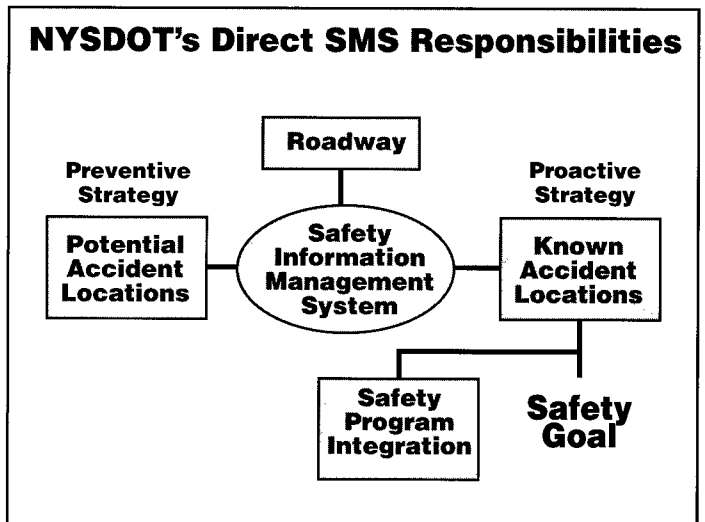 NYSDOT's Direct SMS Responsibilities
Roadway
Preventive
Strategy
Proactive
Strategy
Potential
Accident
Locations
Safety
Information
Management
System
Known
Accident
Locations
Safety
Program
Integration
Safety
Goal